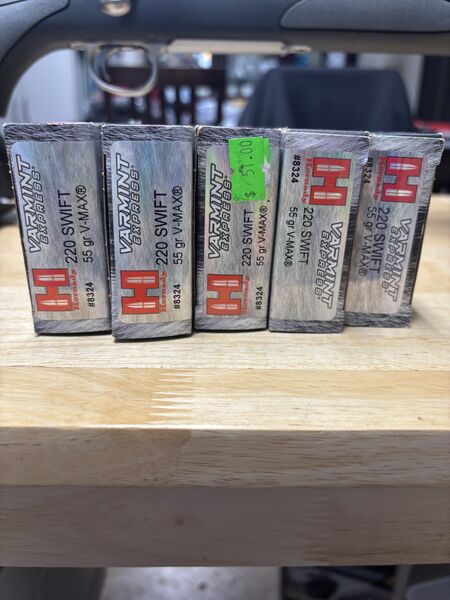 VARMINT
EXPRESS®
220 SWIFT
55 gr V-MAX®
H
Hornady
#8324
VARMINT
EXPRESS®
220 SWIFT
55 gr V-MAX®
H
Hornady
#8324
$ 51.00
VARMINT
EXPRESS®
220 SWIFT
55 gr V-MAX®
H
Hornady
#8324
VARMINT
EXPRESS®
220 SWIFT
55 gr V-MAX®
H
Hornady
#8324
VARMINT
EXPRESS®
220 SWIFT
55 gr V-MAX®
H
Hornady
#8324